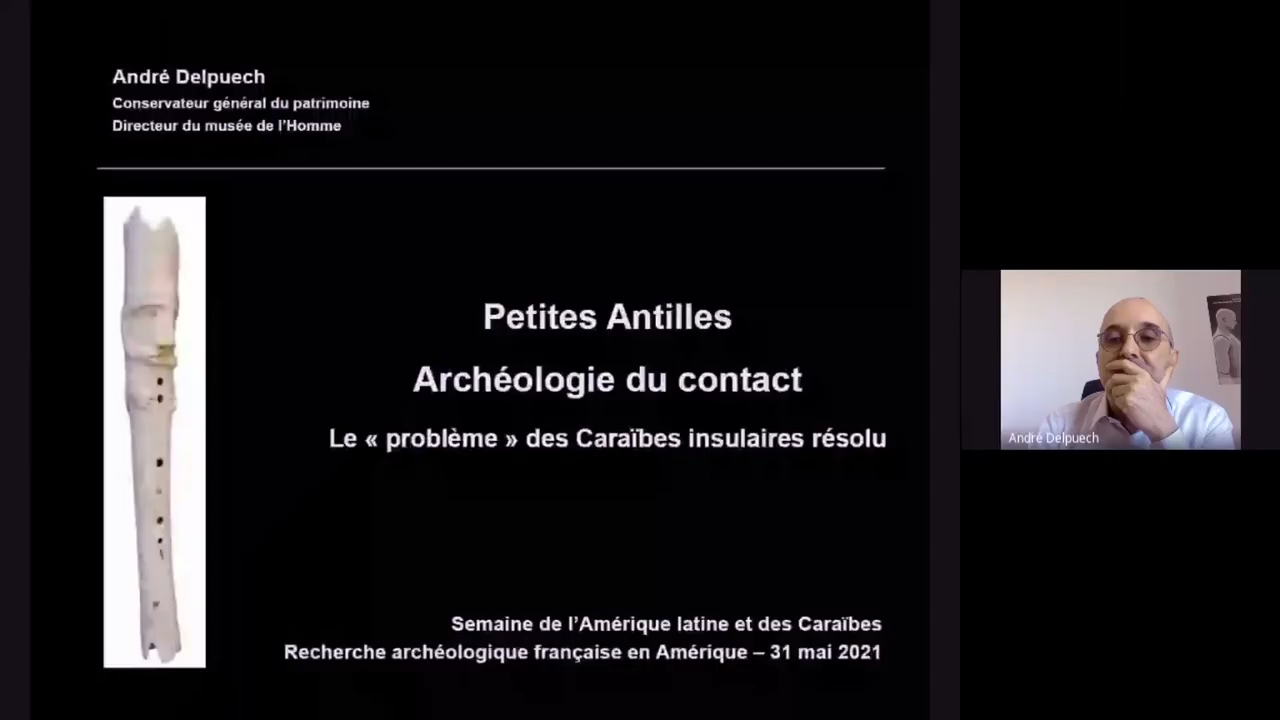 André Delpuech
Conservateur général du patrimoine
Directeur du musée de l'Homme
Petites Antilles
Archéologie du contact
Le « problème » des Caraïbes insulaires résolu
Semaine de l'Amérique latine et des Caraïbes
Recherche archéologique française en Amérique – 31 mai 2021
André Delpuech